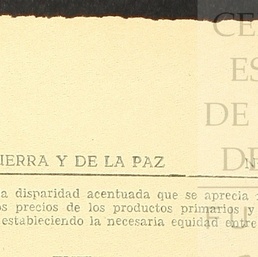 CE
ES
DE
DE
IERRA Y DE LA PAZ N
a disparidad acentuada que se aprecia
os precios de los productos primarios y
estableciendo la necesaria equidad entre